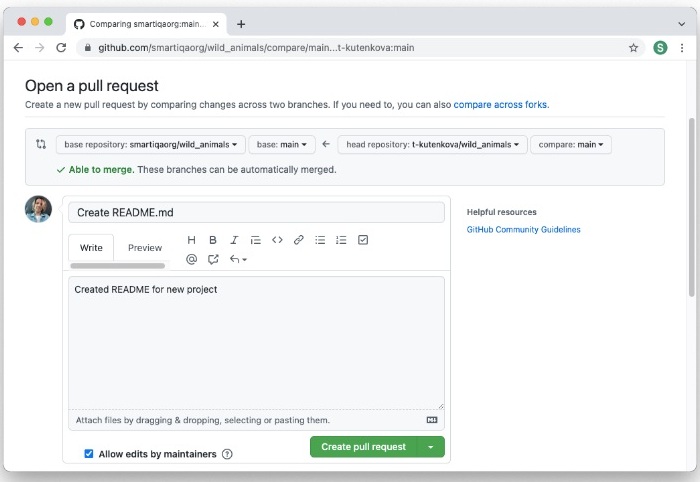 Comparing smartiqaorg:main...
github.com/smartiqaorg/wild_animals/compare/main...t-kutenkova:main
S
Open a pull request
Create a new pull request by comparing changes across two branches. If you need to, you can also compare across forks.
base repository: smartiqaorg/wild_animals base: main head repository: t-kutenkova/wild_animals compare: main
Able to merge. These branches can be automatically merged.
Create README.md
Helpful resources
Write Preview H B I
GitHub Community Guidelines
@
Created README for new project
Attach files by dragging & dropping, selecting or pasting them.
Allow edits by maintainers ?
Create pull request